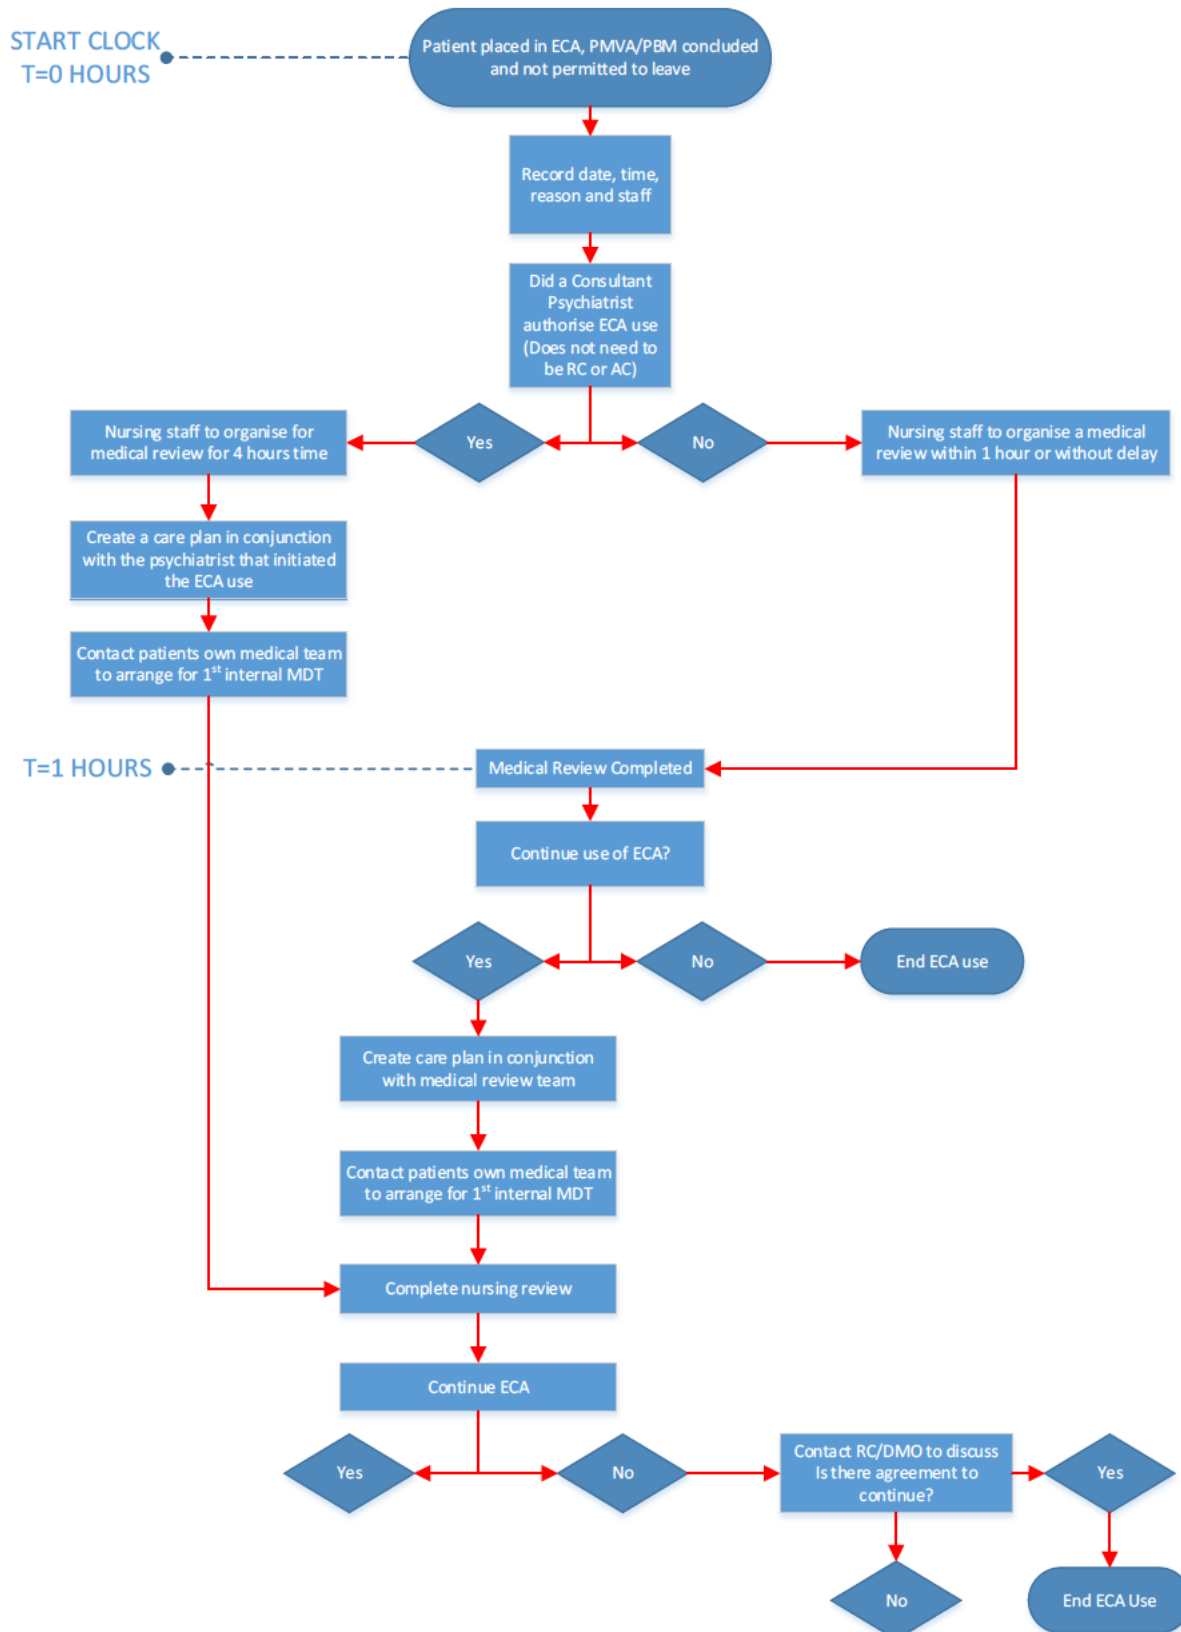 START CLOCK
T=0 HOURS
Patient placed in ECA, PMVA/PBM concluded
and not permitted to leave
Record date, time,
reason and staff
Did a Consultant
Psychiatrist
authorise ECA use
(Does not need to
be RC or AC)
Yes
No
Nursing staff to organise for
medical review for 4 hours time
Nursing staff to organise a medical
review within 1 hour or without delay
Create a care plan in conjunction
with the psychiatrist that initiated
the ECA use
Contact patients own medical team
to arrange for 1st internal MDT
T=1 HOURS
Medical Review Completed
Continue use of ECA?
Yes
No
End ECA use
Create care plan in conjunction
with medical review team
Contact patients own medical team
to arrange for 1st internal MDT
Complete nursing review
Continue ECA
Yes
No
Contact RC/DMO to discuss
Is there agreement to
continue?
Yes
No
End ECA Use